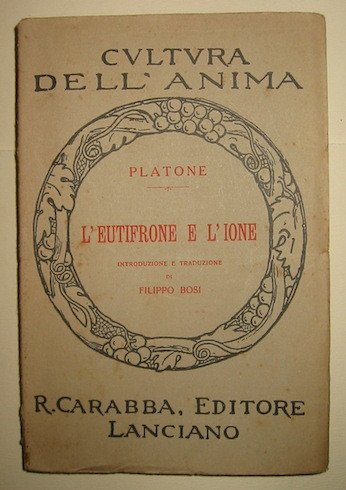 CVLTVRA
DELL' ANIMA
PLATONE
L'EUTIFRONE E L'IONE
INTRODUZIONE E TRADUZIONE
DI
FILIPPO BOSI
R. CARABBA, EDITORE
LANCIANO